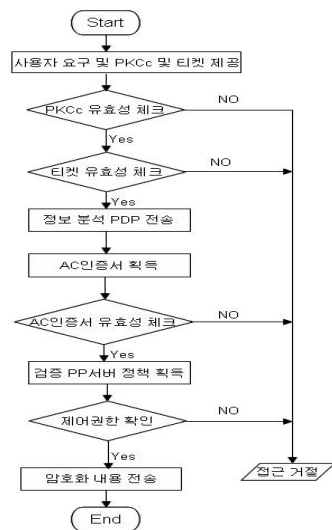 Start
사용자 요구 및 PKCc 및 티켓 제공
PKCc 유효성 체크
NO
Yes
티켓 유효성 체크
NO
Yes
정보 분석 PDP 전송
AC인증서 획득
AC인증서 유효성 체크
NO
Yes
검증 PP서버 정책 획득
제어권한 확인
NO
Yes
접근 거절
암호화 내용 전송
End